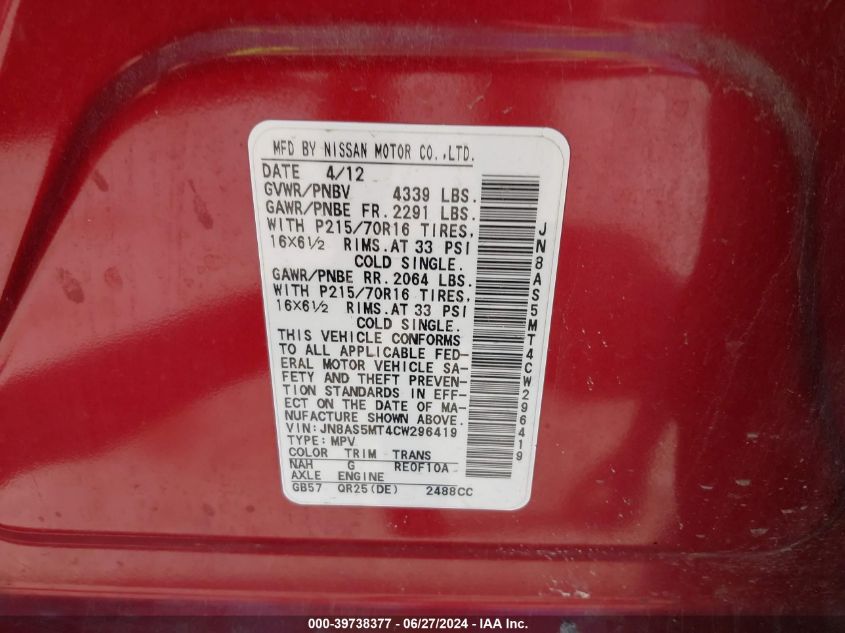 MFD BY NISSAN MOTOR CO.,LTD.
DATE 4/12
GVWR/PNBV 4339 LBS.
GAWR/PNBE FR. 2291 LBS.
WITH P215/70R16 TIRES,
16X6½ RIMS.AT 33 PSI
COLD SINGLE.
GAWR/PNBE RR. 2064 LBS.
WITH P215/70R16 TIRES,
16X6½ RIMS.AT 33 PSI
COLD SINGLE.
THIS VEHICLE CONFORMS
TO ALL APPLICABLE FED-
ERAL MOTOR VEHICLE SA-
FETY AND THEFT PREVEN-
TION STANDARDS IN EFF-
ECT ON THE DATE OF MA-
NUFACTURE SHOWN ABOVE.
VIN:JN8AS5MT4CW296419
TYPE: MPV
COLOR TRIM TRANS
NAH G RE0F10A
AXLE ENGINE
GB57 QR25(DE) 2488CC
JN8AS5MT4CW296419
000-39738377 - 06/27/2024 - IAA Inc.